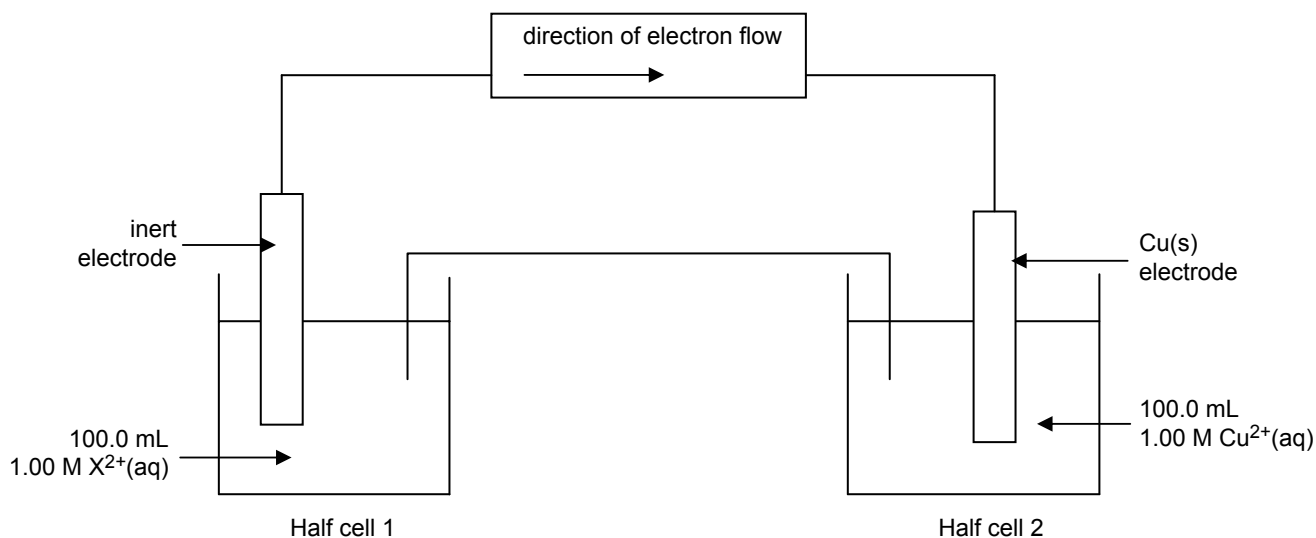 direction of electron flow
inert
electrode
Cu(s)
electrode
100.0 mL
1.00 M X²⁺(aq)
100.0 mL
1.00 M Cu²⁺(aq)
Half cell 1
Half cell 2